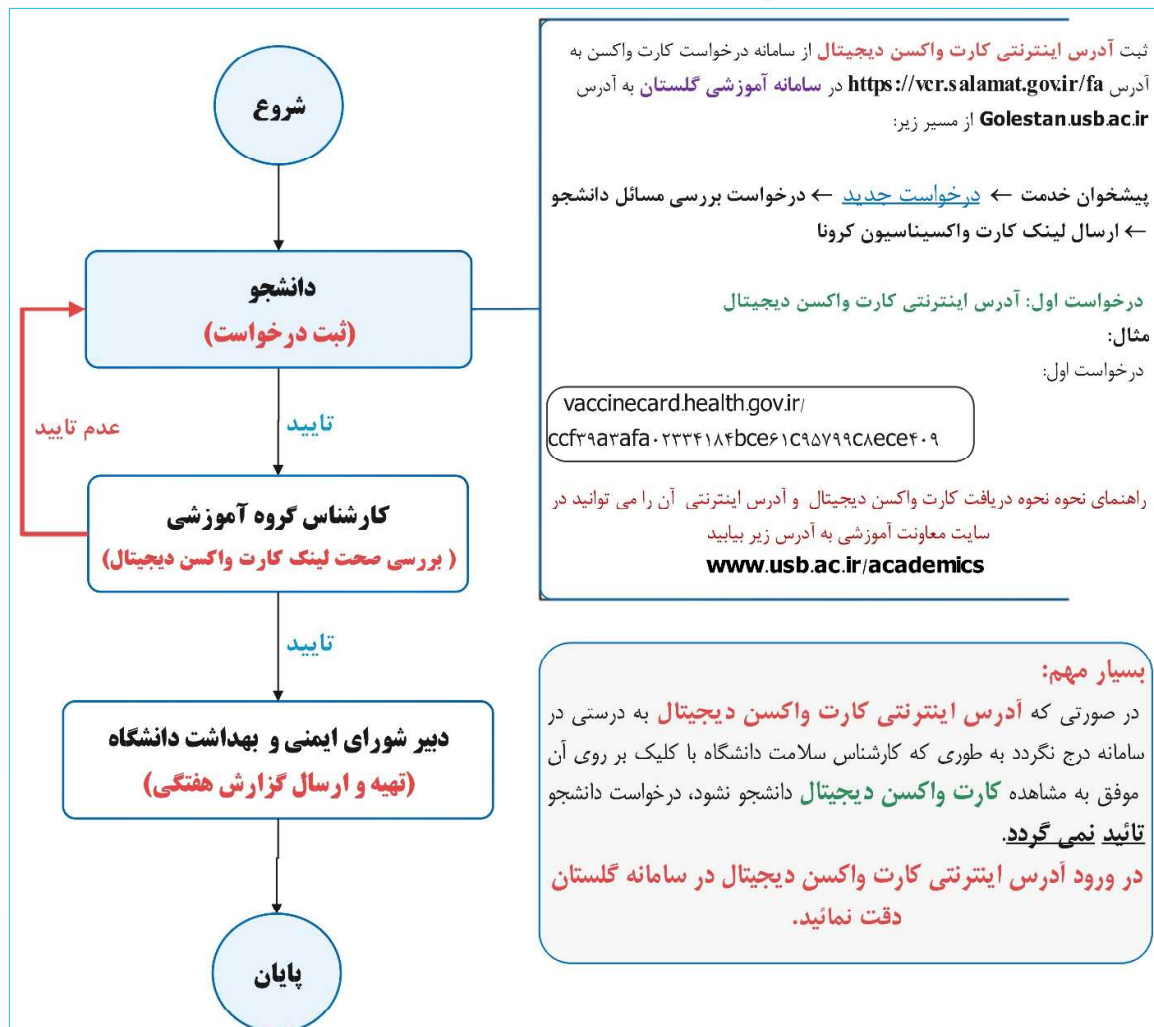 شروع
دانشجو
(ثبت درخواست)
تایید
عدم تایید
کارشناس گروه آموزشی
( بررسی صحت لینک کارت واکسن دیجیتال)
تایید
دبیر شورای ایمنی و بهداشت دانشگاه
(تهیه و ارسال گزارش هفتگی)
پایان
ثبت آدرس اینترنتی کارت واکسن دیجیتال از سامانه درخواست کارت واکسن به
آدرس https://vcr.salamat.gov.ir/fa در سامانه آموزشی گلستان به آدرس
Golestan.usb.ac.ir از مسیر زیر:
پیشخوان خدمت ← درخواست جدید ← درخواست بررسی مسائل دانشجو
← ارسال لینک کارت واکسیناسیون کرونا
درخواست اول: آدرس اینترنتی کارت واکسن دیجیتال
مثال:
درخواست اول:
vaccinecard.health.gov.ir/
ccf۳۹a۳afa۰۲۳۳۴۱۸۴bce۶۱c۹۵۷۹۹c۸ece۴۰۹
راهنمای نحوه نحوه دریافت کارت واکسن دیجیتال و آدرس اینترنتی آن را می توانید در
سایت معاونت آموزشی به آدرس زیر بیابید
www.usb.ac.ir/academics
بسیار مهم:
در صورتی که آدرس اینترنتی کارت واکسن دیجیتال به درستی در
سامانه درج نگردد به طوری که کارشناس سلامت دانشگاه با کلیک بر روی آن
موفق به مشاهده کارت واکسن دیجیتال دانشجو نشود، درخواست دانشجو
تائید نمی گردد.
در ورود آدرس اینترنتی کارت واکسن دیجیتال در سامانه گلستان
دقت نمائید.